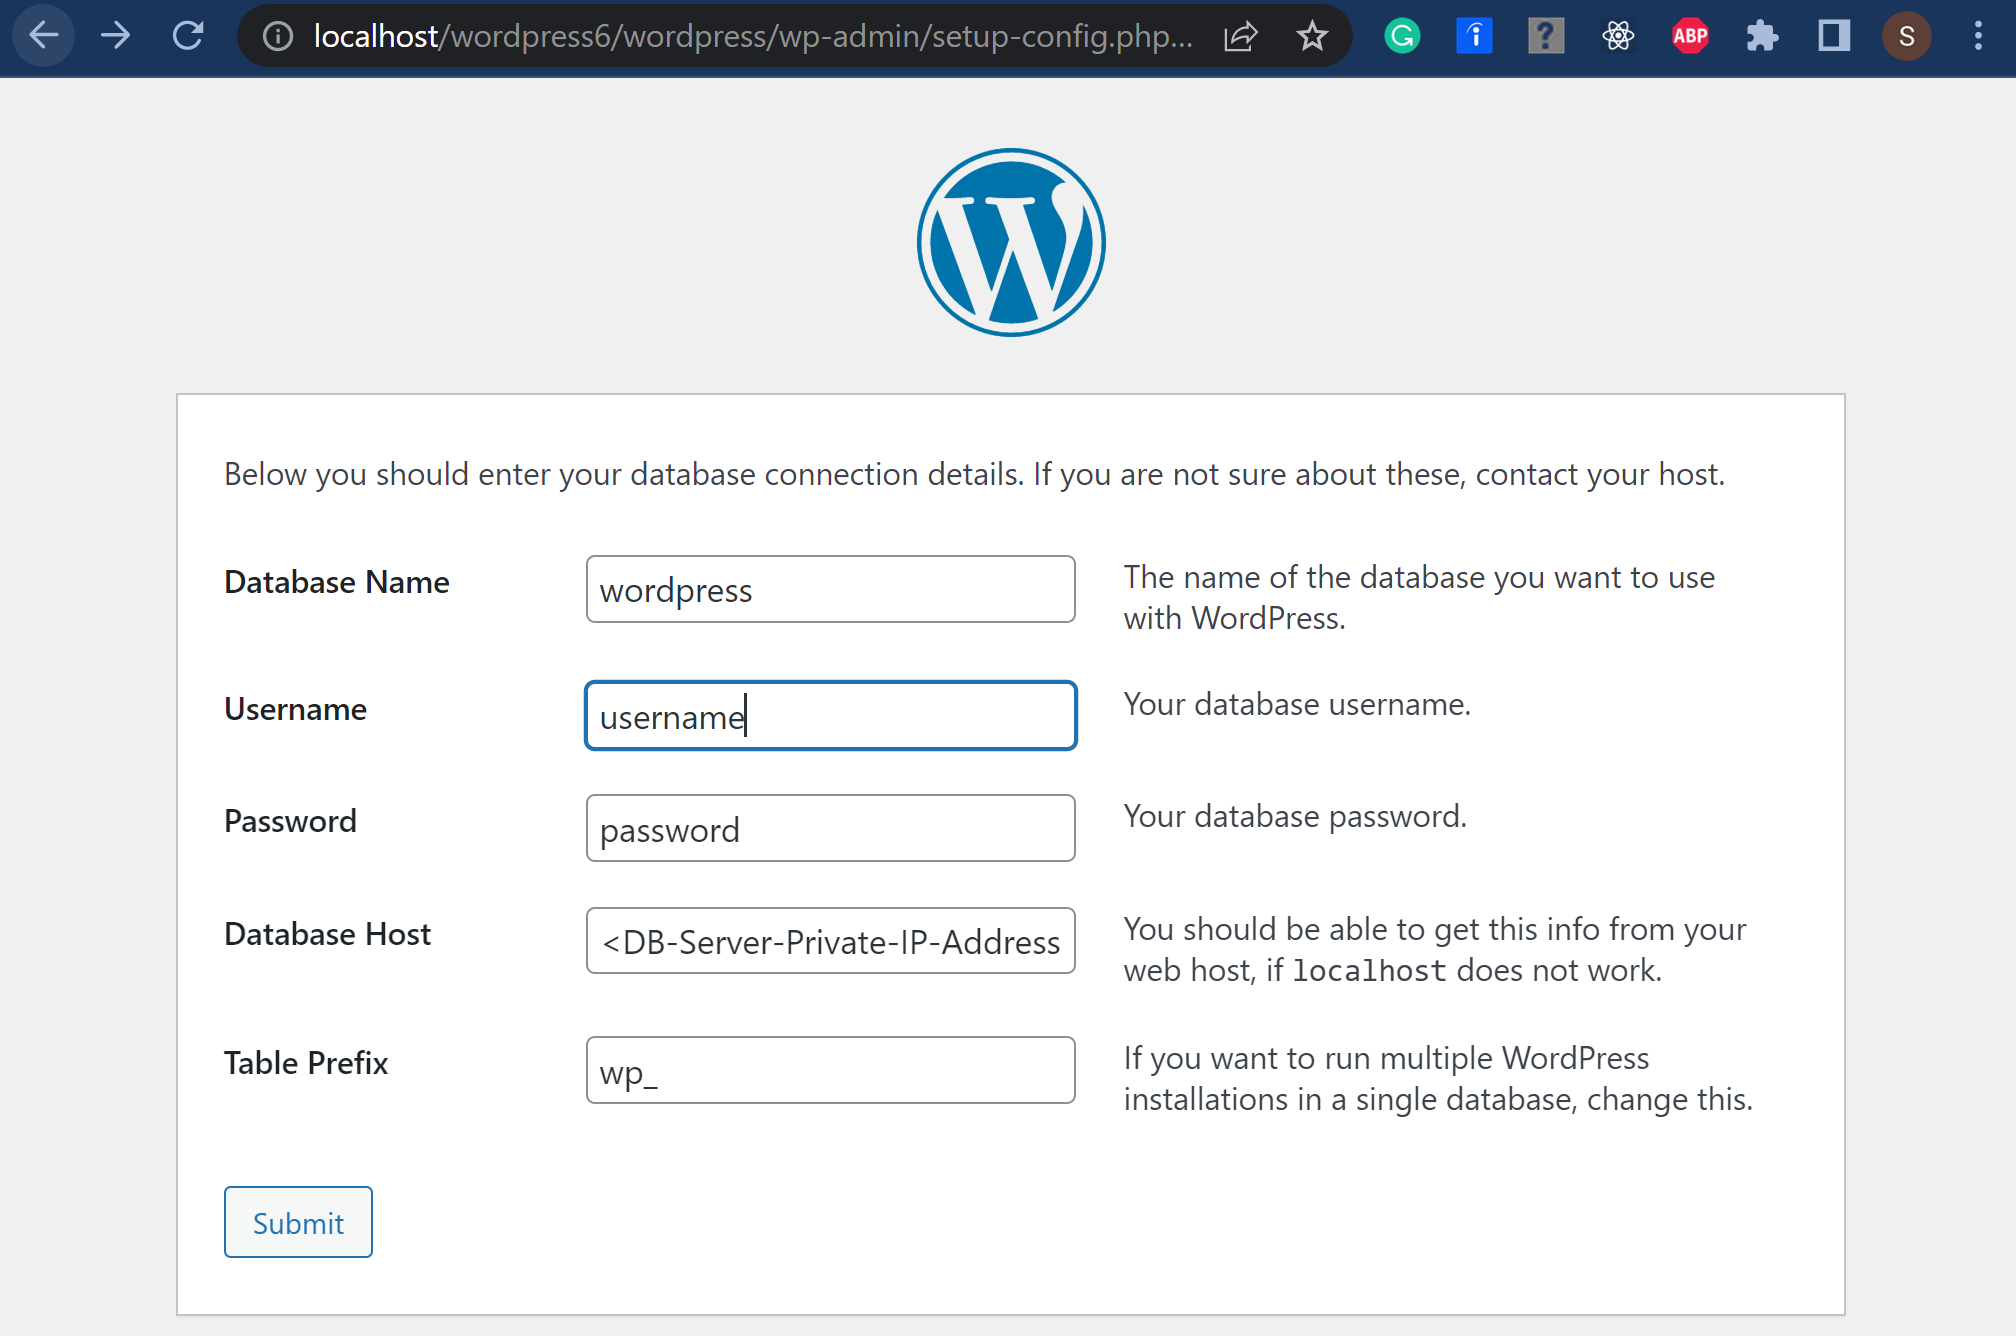 localhost/wordpress6/wordpress/wp-admin/setup-config.php...
G
i
?
ABP
S
W
Below you should enter your database connection details. If you are not sure about these, contact your host.
Database Name
wordpress
The name of the database you want to use
with WordPress.
Username
username
Your database username.
Password
password
Your database password.
Database Host
<DB-Server-Private-IP-Address
You should be able to get this info from your
web host, if localhost does not work.
Table Prefix
wp_
If you want to run multiple WordPress
installations in a single database, change this.
Submit